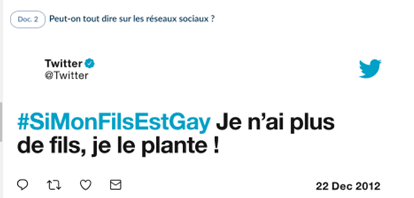 Doc. 2 Peut-on tout dire sur les réseaux sociaux ?
Twitter
@Twitter
#SiMonFilsEstGay Je n'ai plus
de fils, je le plante !
22 Dec 2012